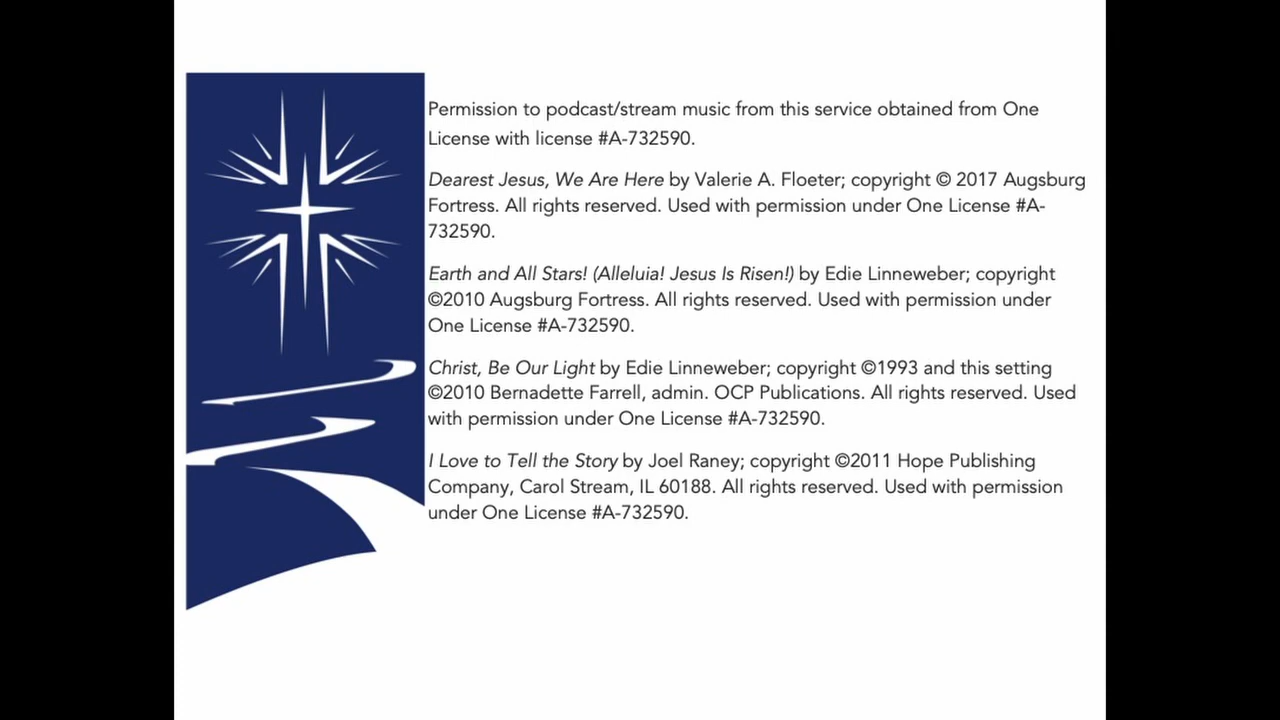 Permission to podcast/stream music from this service obtained from One
License with license #A-732590.
Dearest Jesus, We Are Here by Valerie A. Floeter; copyright © 2017 Augsburg
Fortress. All rights reserved. Used with permission under One License #A-
732590.
Earth and All Stars! (Alleluia! Jesus Is Risen!) by Edie Linneweber; copyright
©2010 Augsburg Fortress. All rights reserved. Used with permission under
One License #A-732590.
Christ, Be Our Light by Edie Linneweber; copyright ©1993 and this setting
©2010 Bernadette Farrell, admin. OCP Publications. All rights reserved. Used
with permission under One License #A-732590.
I Love to Tell the Story by Joel Raney; copyright ©2011 Hope Publishing
Company, Carol Stream, IL 60188. All rights reserved. Used with permission
under One License #A-732590.